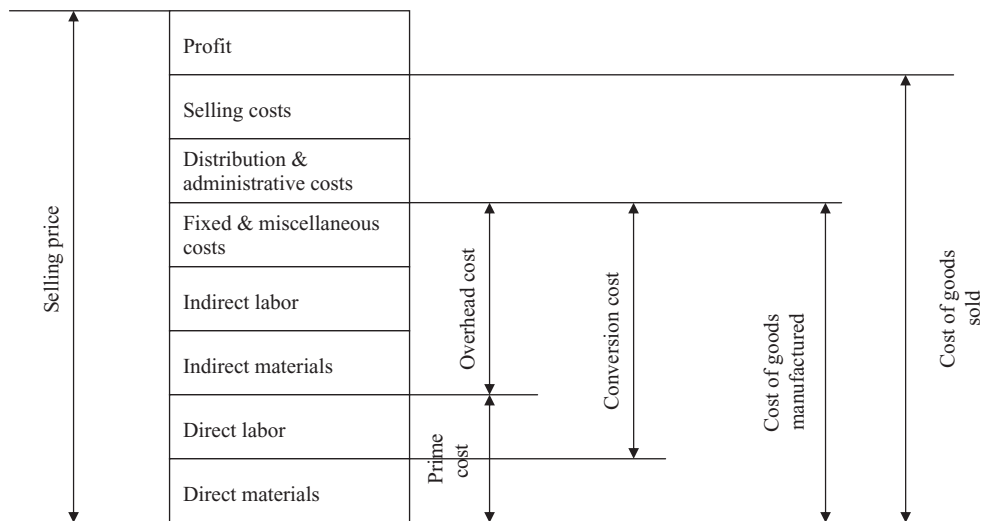 Profit
Selling costs
Distribution &
administrative costs
Fixed & miscellaneous
costs
Indirect labor
Indirect materials
Direct labor
Direct materials
Selling price
Overhead cost
Prime
cost
Conversion cost
Cost of goods
manufactured
Cost of goods
sold